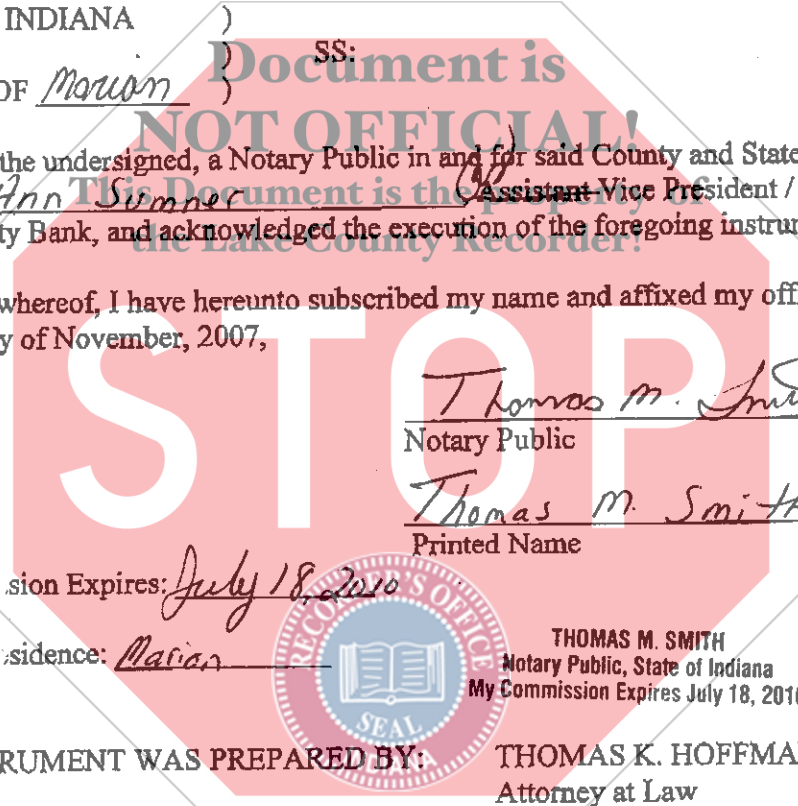 INDIANA )
) SS:
OF Marion )
Document is
NOT OFFICIAL!
This Document is the property of
the Lake County Recorder!
the undersigned, a Notary Public in and for said County and State
Ann Sumner Assistant Vice President /
ty Bank, and acknowledged the execution of the foregoing instru
whereof, I have hereunto subscribed my name and affixed my offi
y of November, 2007,
STOP
Thomas M. Smi
Notary Public
Thomas M. Smith
Printed Name
sion Expires: July 18, 2010
sidence: Marion
RECORDER'S OFFICE
SEAL
INDIANA
THOMAS M. SMITH
Notary Public, State of Indiana
My Commission Expires July 18, 2010
RUMENT WAS PREPARED BY: THOMAS K. HOFFMA
Attorney at Law